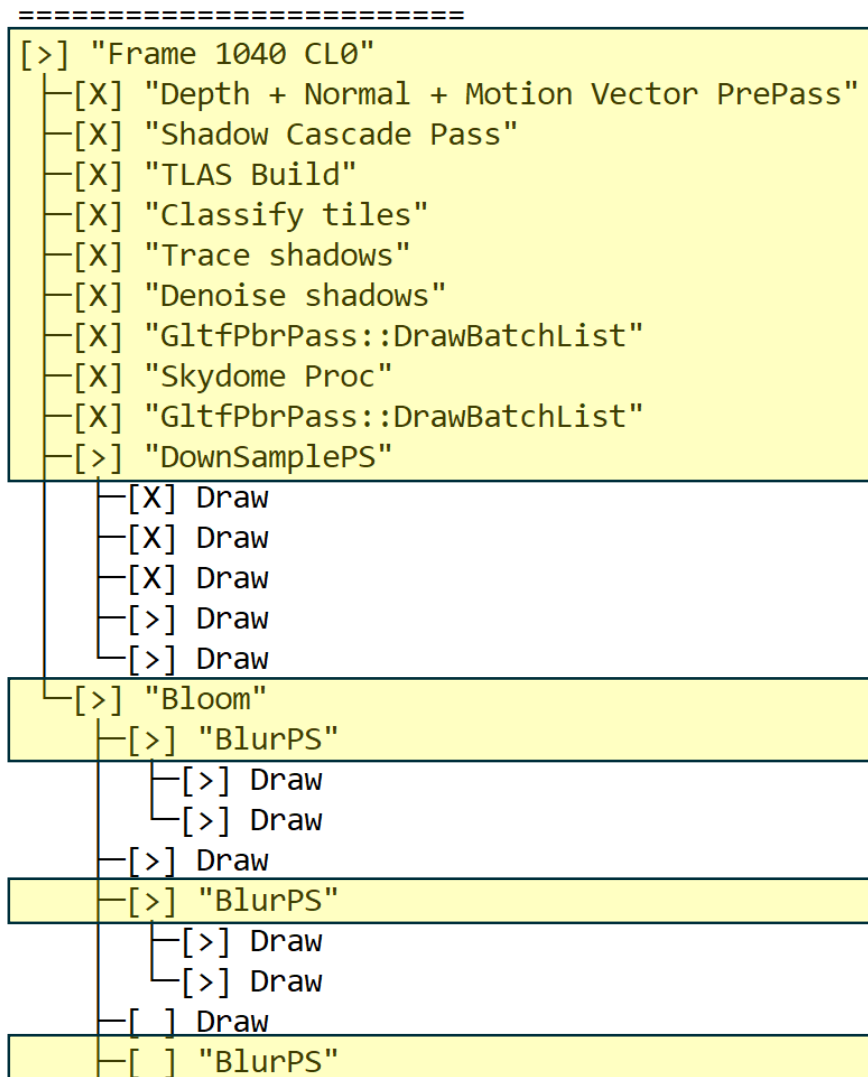 =========================
[>] "Frame 1040 CL0"
 ├─[X] "Depth + Normal + Motion Vector PrePass"
 ├─[X] "Shadow Cascade Pass"
 ├─[X] "TLAS Build"
 ├─[X] "Classify tiles"
 ├─[X] "Trace shadows"
 ├─[X] "Denoise shadows"
 ├─[X] "GltfPbrPass::DrawBatchList"
 ├─[X] "Skydome Proc"
 ├─[X] "GltfPbrPass::DrawBatchList"
 ├─[>] "DownSamplePS"
 │  ├─[X] Draw
 │  ├─[X] Draw
 │  ├─[X] Draw
 │  ├─[>] Draw
 │  └─[>] Draw
 └─[>] "Bloom"
    ├─[>] "BlurPS"
    │  ├─[>] Draw
    │  └─[>] Draw
    ├─[>] Draw
    ├─[>] "BlurPS"
    │  ├─[>] Draw
    │  └─[>] Draw
    ├─[ ] Draw
    ├─[ ] "BlurPS"